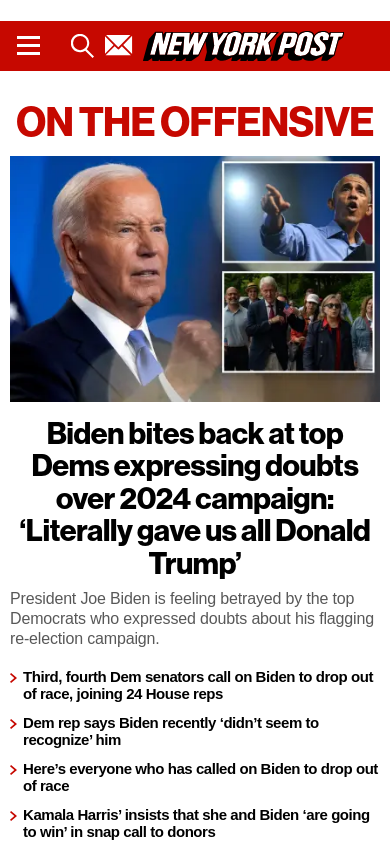 NEW YORK POST
ON THE OFFENSIVE
Biden bites back at top
Dems expressing doubts
over 2024 campaign:
‘Literally gave us all Donald
Trump’
President Joe Biden is feeling betrayed by the top
Democrats who expressed doubts about his flagging
re-election campaign.
Third, fourth Dem senators call on Biden to drop out
of race, joining 24 House reps
Dem rep says Biden recently ‘didn’t seem to
recognize’ him
Here’s everyone who has called on Biden to drop out
of race
Kamala Harris’ insists that she and Biden ‘are going
to win’ in snap call to donors